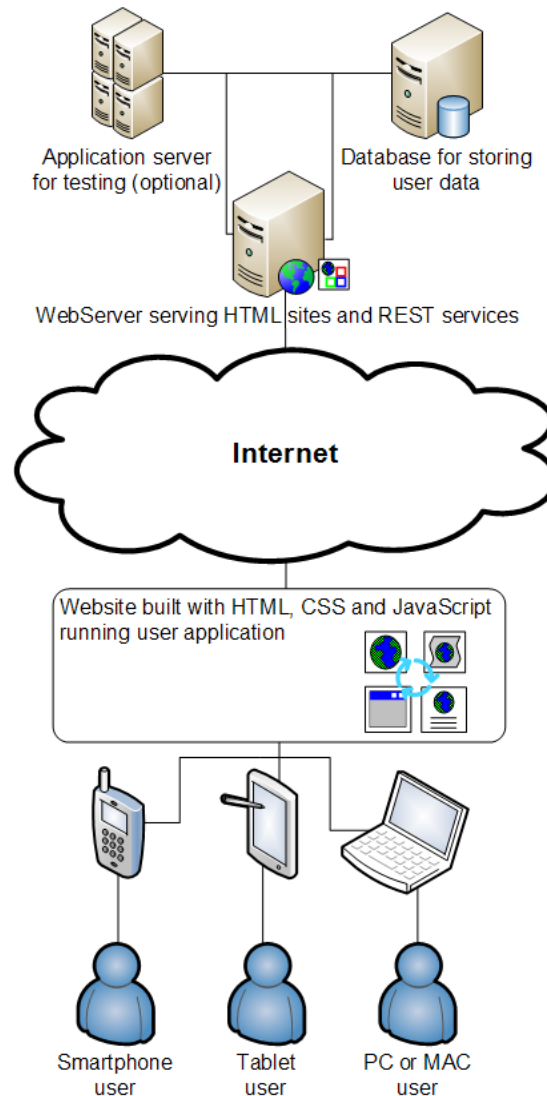 Application server
for testing (optional)
Database for storing
user data
WebServer serving HTML sites and REST services
Internet
Website built with HTML, CSS and JavaScript
running user application
Smartphone
user
Tablet
user
PC or MAC
user